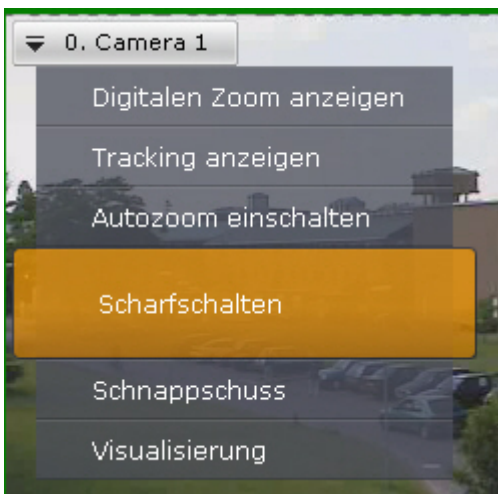 0. Camera 1
Digitalen Zoom anzeigen
Tracking anzeigen
Autozoom einschalten
Scharfschalten
Schnappschuss
Visualisierung